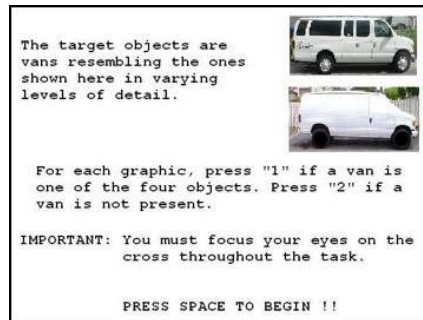 The target objects are
vans resembling the ones
shown here in varying
levels of detail.
For each graphic, press "1" if a van is
one of the four objects. Press "2" if a
van is not present.
IMPORTANT: You must focus your eyes on the
cross throughout the task.
PRESS SPACE TO BEGIN !!